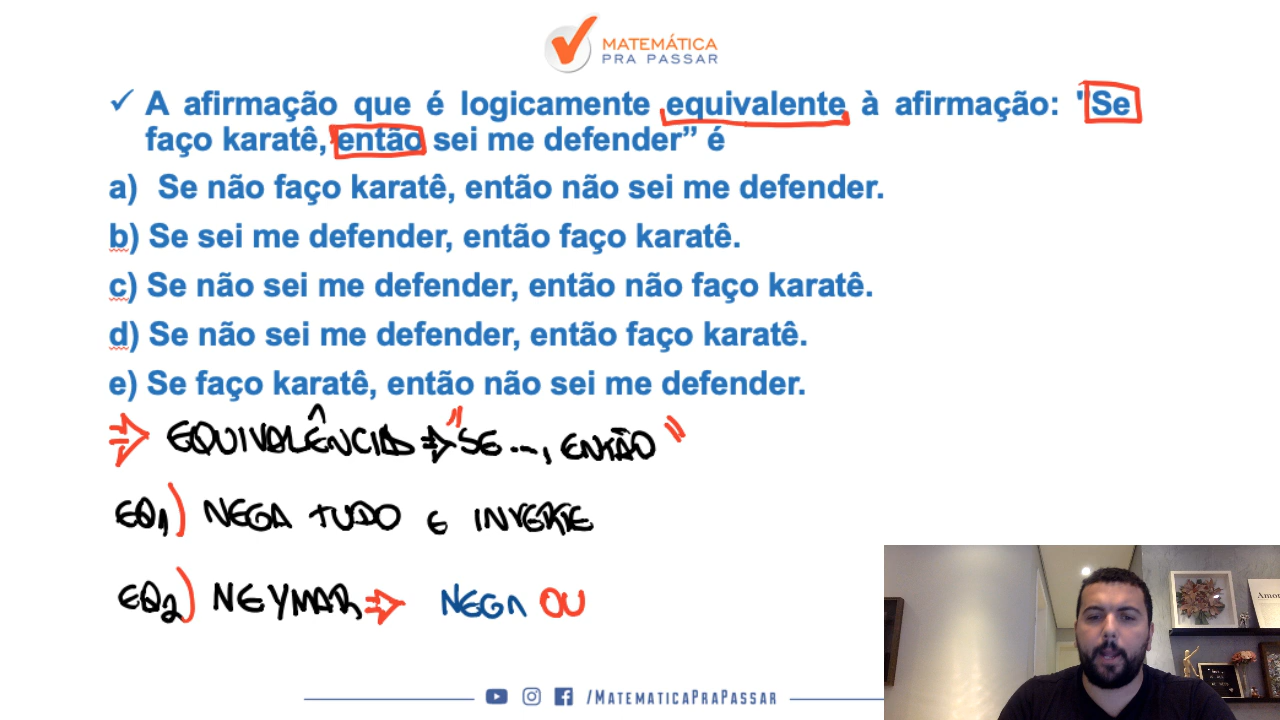 MATEMÁTICA
PRA PASSAR
✓ A afirmação que é logicamente equivalente à afirmação: "Se
faço karatê, então sei me defender” é
a) Se não faço karatê, então não sei me defender.
b) Se sei me defender, então faço karatê.
c) Se não sei me defender, então não faço karatê.
d) Se não sei me defender, então faço karatê.
e) Se faço karatê, então não sei me defender.
⇒ EQUIVALÊNCIAS ⇒ "SE ..., ENTÃO"
EQ1) NEGA TUDO E INVERTE
EQ2) NEYMAR ⇒ NEGA OU
Amor
/MATEMATICAPRAPASSAR